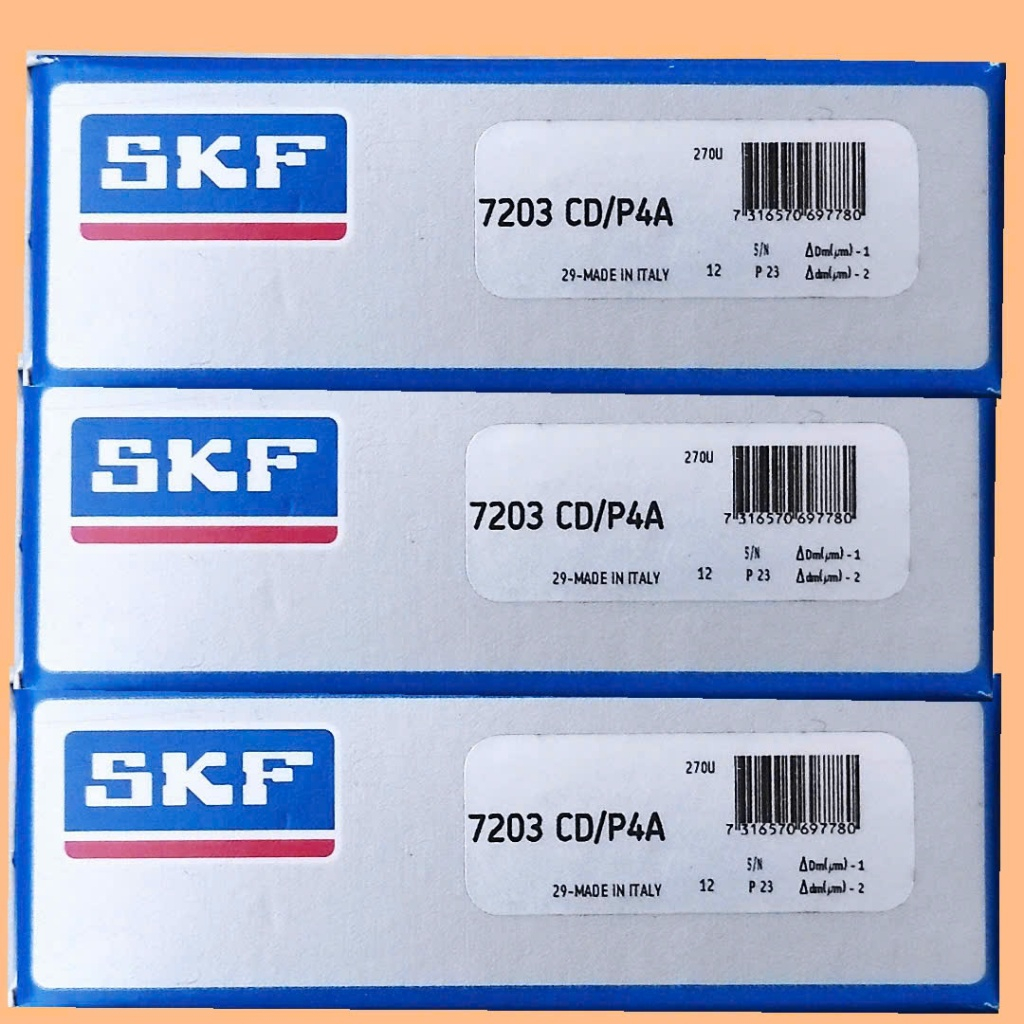 SKF
270U
7203 CD/P4A
7 316570 697780
S/N ΔDm(μm) - 1
29-MADE IN ITALY 12 P 23 Δdm(μm) - 2
SKF
270U
7203 CD/P4A
7 316570 697780
S/N ΔDm(μm) - 1
29-MADE IN ITALY 12 P 23 Δdm(μm) - 2
SKF
270U
7203 CD/P4A
7 316570 697780
S/N ΔDm(μm) - 1
29-MADE IN ITALY 12 P 23 Δdm(μm) - 2